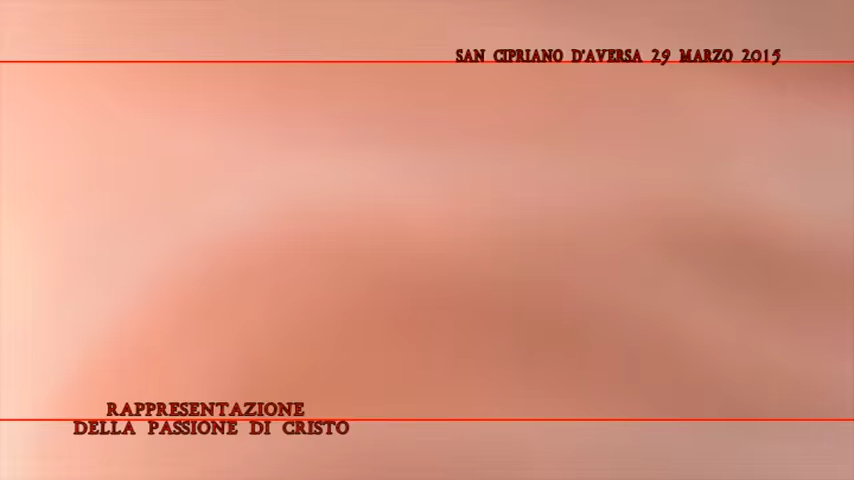 SAN CIPRIANO D'AVERSA 29 MARZO 2015
RAPPRESENTAZIONE
DELLA PASSIONE DI CRISTO